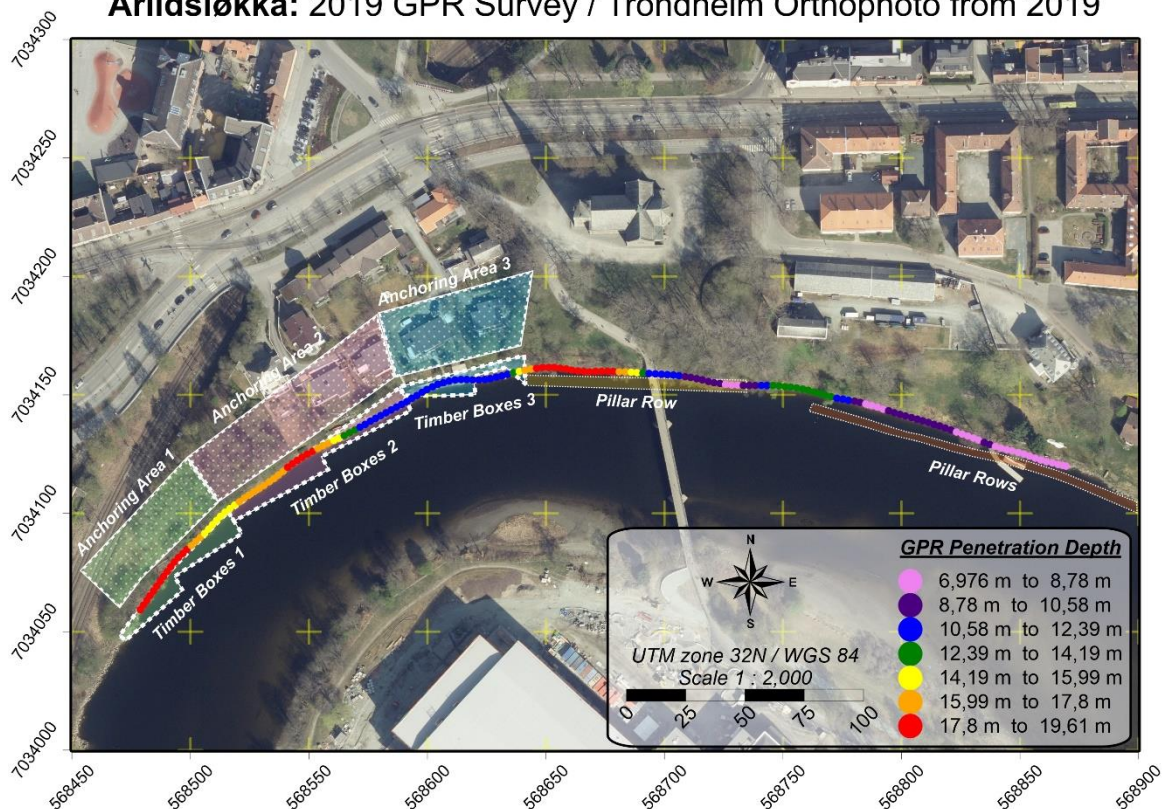 Arildsløkka: 2019 GPR Survey / Trondheim Orthophoto from 2019
7034300
7034250
7034200
7034150
7034100
7034050
7034000
Anchoring Area 3
Anchoring Area 2
Anchoring Area 1
Timber Boxes 3
Timber Boxes 2
Timber Boxes 1
Pillar Row
Pillar Rows
N
W E
S
UTM zone 32N / WGS 84
Scale 1 : 2,000
0 25 50 75 100
GPR Penetration Depth
6,976 m to 8,78 m
8,78 m to 10,58 m
10,58 m to 12,39 m
12,39 m to 14,19 m
14,19 m to 15,99 m
15,99 m to 17,8 m
17,8 m to 19,61 m
568450 568500 568550 568600 568650 568700 568750 568800 568850 568900